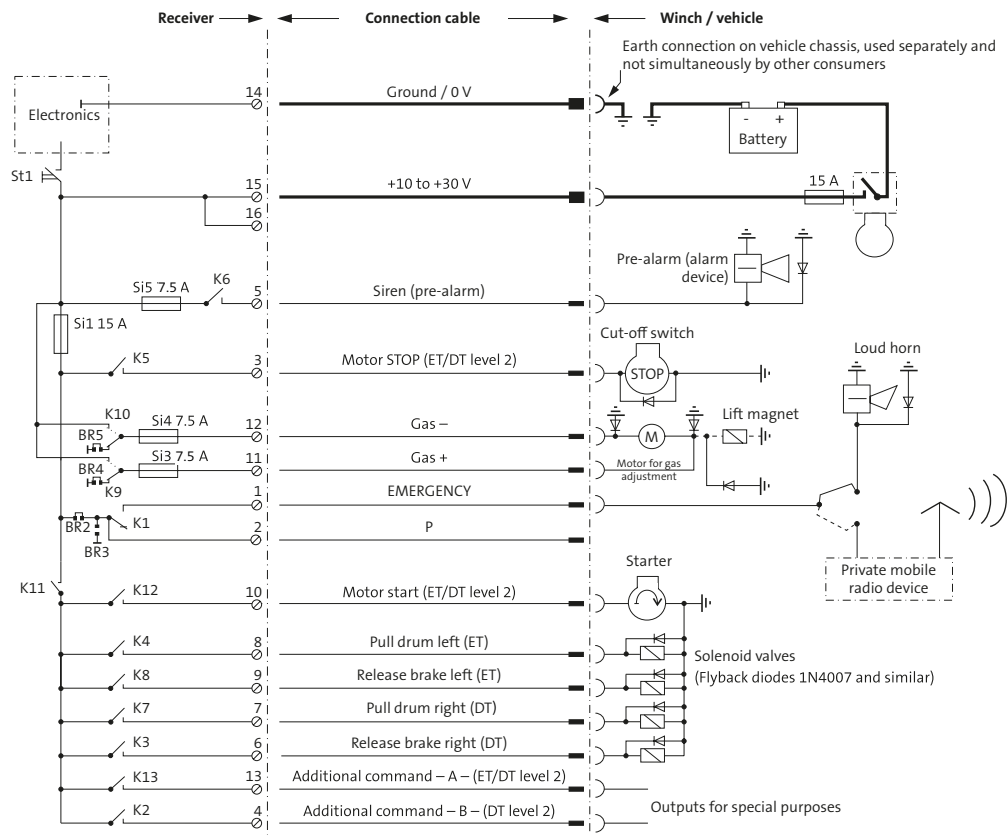 Receiver
Connection cable
Winch / vehicle
Earth connection on vehicle chassis, used separately and
not simultaneously by other consumers
Electronics
14
Ground / 0 V
- +
Battery
St1
15
+10 to +30 V
15 A
16
Pre-alarm (alarm
device)
Si5 7.5 A
K6
5
Siren (pre-alarm)
Si1 15 A
Cut-off switch
K5
3
Motor STOP (ET/DT level 2)
STOP
Loud horn
K10
Si4 7.5 A
12
Gas –
M
Lift magnet
BR5
Si3 7.5 A
11
Gas +
Motor for gas
adjustment
BR4
K9
1
EMERGENCY
BR2
K1
2
P
BR3
Private mobile
radio device
Starter
K11
K12
10
Motor start (ET/DT level 2)
K4
8
Pull drum left (ET)
Solenoid valves
(Flyback diodes 1N4007 and similar)
K8
9
Release brake left (ET)
K7
7
Pull drum right (DT)
K3
6
Release brake right (DT)
K13
13
Additional command – A – (ET/DT level 2)
K2
4
Additional command – B – (DT level 2)
Outputs for special purposes